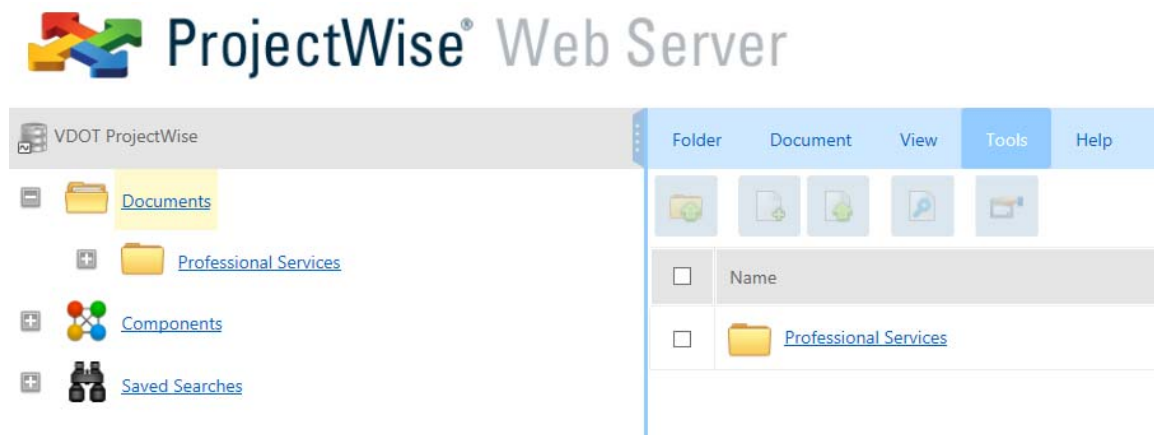 ProjectWise® Web Server
VDOT ProjectWise
Documents
Professional Services
Components
Saved Searches
Folder Document View Tools Help
Name
Professional Services